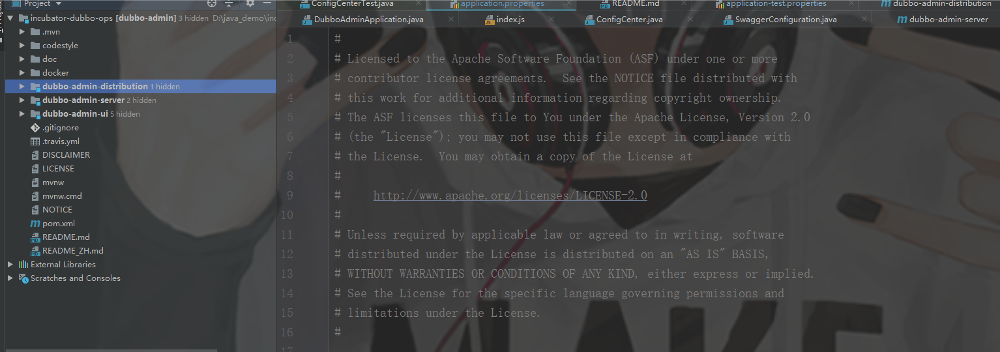 Project
incubator-dubbo-ops [dubbo-admin] 3 hidden D:\java_demo\inc
.mvn
codestyle
doc
docker
dubbo-admin-distribution 1 hidden
dubbo-admin-server 2 hidden
dubbo-admin-ui 5 hidden
.gitignore
.travis.yml
DISCLAIMER
LICENSE
mvnw
mvnw.cmd
NOTICE
pom.xml
README.md
README_ZH.md
External Libraries
Scratches and Consoles
ConfigCenterTest.java application.properties README.md application-test.properties dubbo-admin-distribution
DubboAdminApplication.java index.js ConfigCenter.java SwaggerConfiguration.java dubbo-admin-server
1 #
2 # Licensed to the Apache Software Foundation (ASF) under one or more
3 # contributor license agreements.  See the NOTICE file distributed with
4 # this work for additional information regarding copyright ownership.
5 # The ASF licenses this file to You under the Apache License, Version 2.0
6 # (the "License"); you may not use this file except in compliance with
7 # the License.  You may obtain a copy of the License at
8 #
9 #     http://www.apache.org/licenses/LICENSE-2.0
10 #
11 # Unless required by applicable law or agreed to in writing, software
12 # distributed under the License is distributed on an "AS IS" BASIS,
13 # WITHOUT WARRANTIES OR CONDITIONS OF ANY KIND, either express or implied.
14 # See the License for the specific language governing permissions and
15 # limitations under the License.
16 #
17